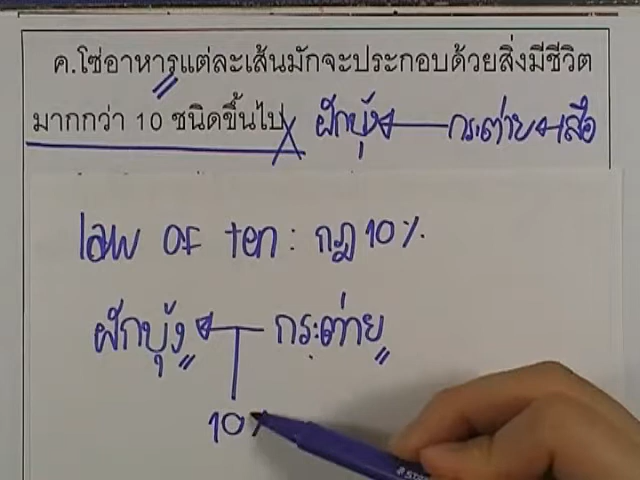 ค.โซ่อาหารแต่ละเส้นมักจะประกอบด้วยสิ่งมีชีวิต
มากกว่า 10 ชนิดขึ้นไป ผักบุ้ง กระต่าย เสือ
law of ten : กฎ 10%.
ผักบุ้ง กระต่าย
10%